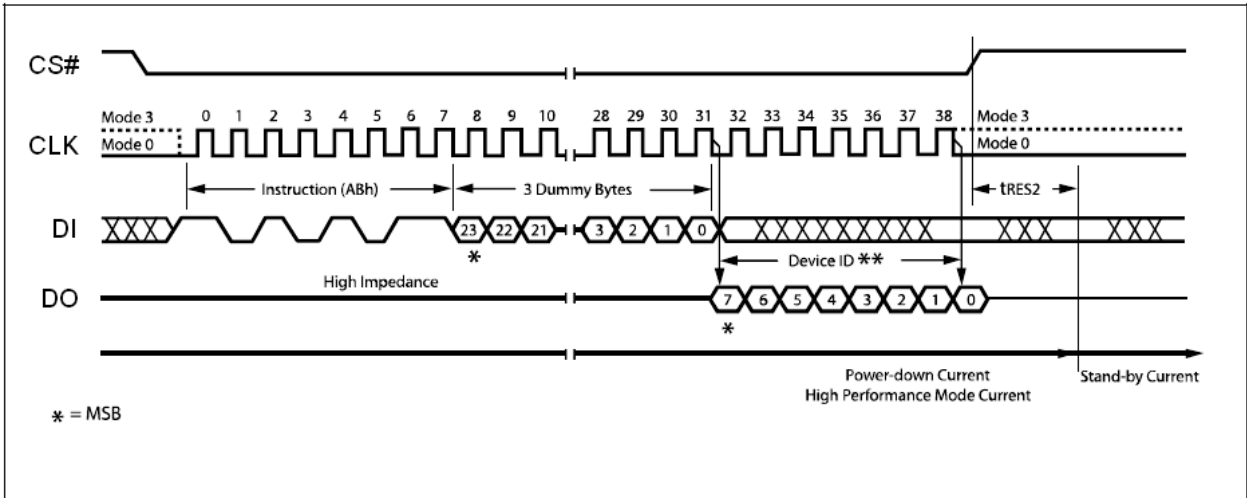 CS#
Mode 3 0 1 2 3 4 5 6 7 8 9 10 28 29 30 31 32 33 34 35 36 37 38 Mode 3
CLK Mode 0 Mode 0
Instruction (ABh) 3 Dummy Bytes tRES2
DI 23 22 21 3 2 1 0
* Device ID **
High Impedance
DO 7 6 5 4 3 2 1 0
*
Power-down Current Stand-by Current
High Performance Mode Current
* = MSB